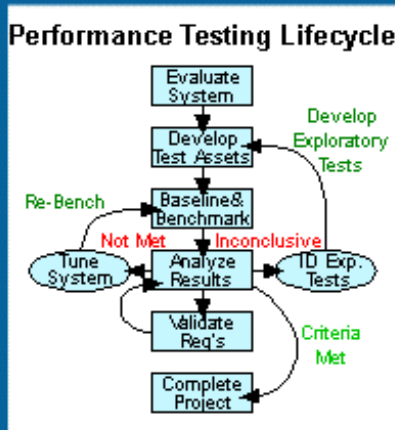 Performance Testing Lifecycle
Evaluate
System
Develop
Exploratory
Tests
Develop
Test Assets
Re-Bench
Baseline&
Benchmark
Not Met
Inconclusive
Tune
System
Analyze
Results
ID Exp.
Tests
Validate
Req's
Criteria
Met
Complete
Project